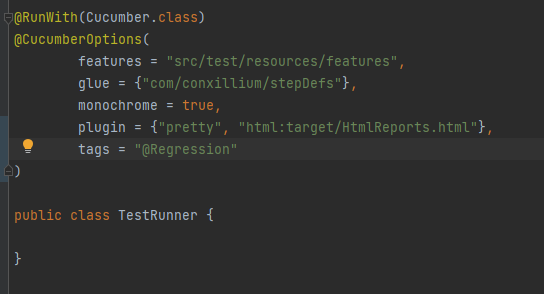 @RunWith(Cucumber.class)
@CucumberOptions(
        features = "src/test/resources/features",
        glue = {"com/conxillium/stepDefs"},
        monochrome = true,
        plugin = {"pretty", "html:target/HtmlReports.html"},
        tags = "@Regression"
)
public class TestRunner {
}